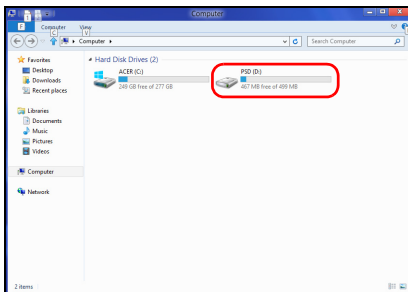 Computer
F
Computer
View
C
V
Computer
Search Computer
Favorites
Desktop
Downloads
Recent places
Libraries
Documents
Music
Pictures
Videos
Computer
Network
Hard Disk Drives (2)
ACER (C:)
249 GB free of 277 GB
PSD (D:)
467 MB free of 499 MB
2 items